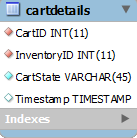 cartdetails
CartID INT(11)
InventoryID INT(11)
CartState VARCHAR(45)
Timestamp TIMESTAMP
Indexes